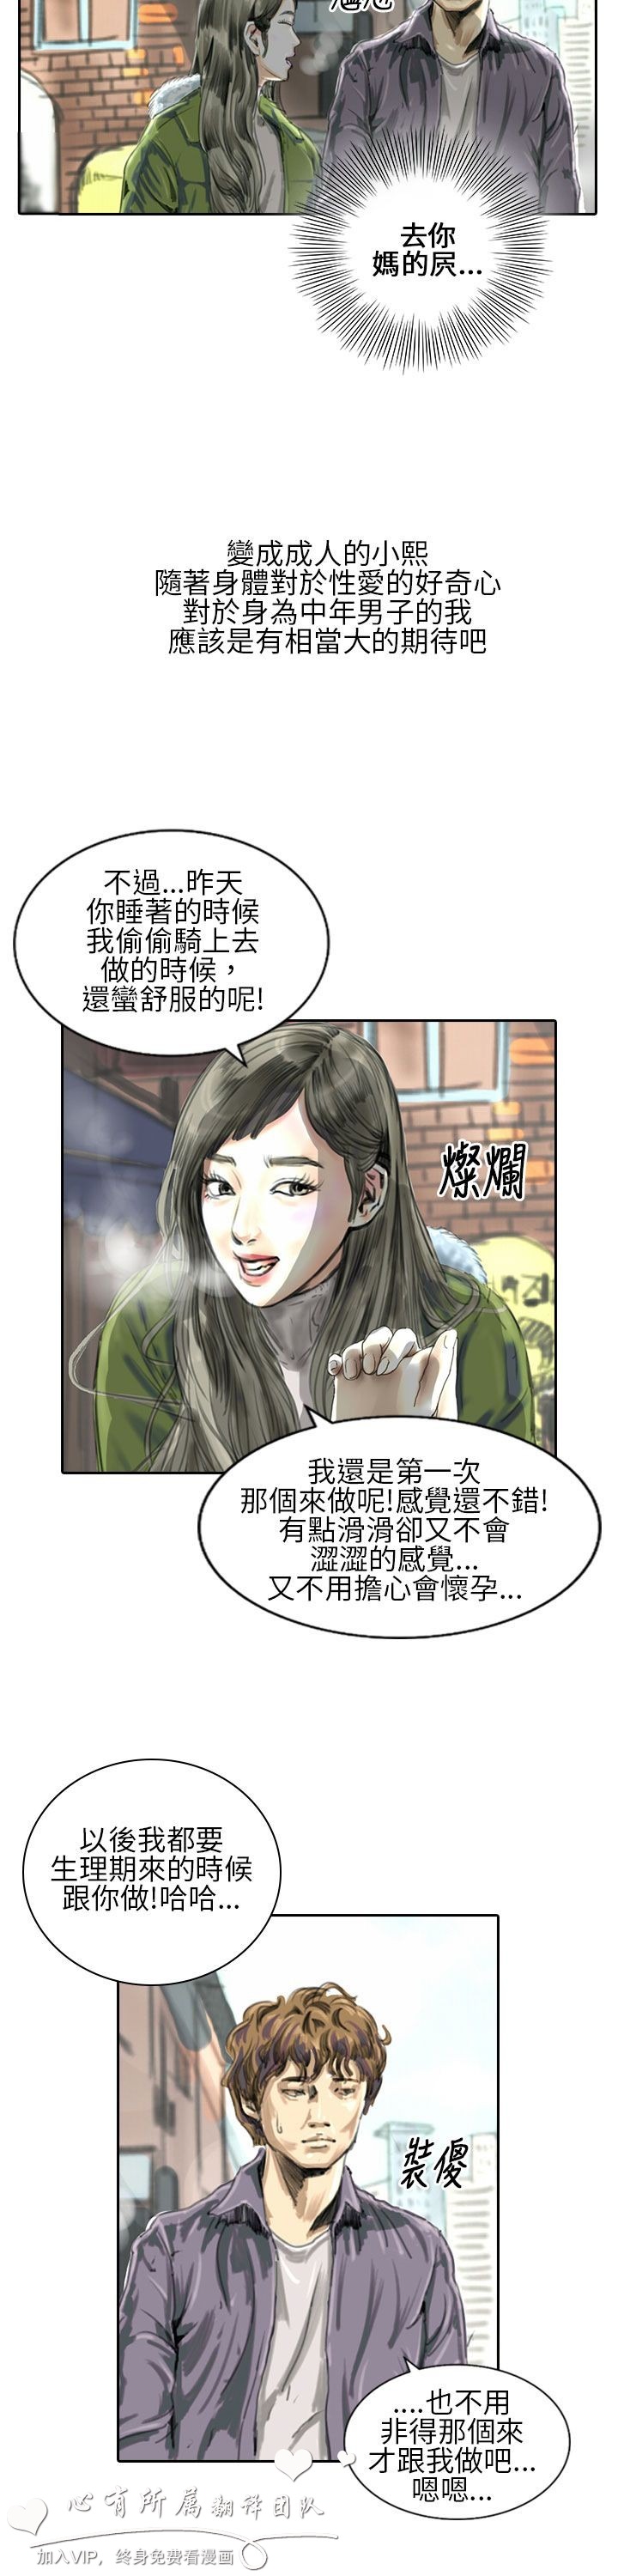 去你
媽的屄...
變成成人的小熙
隨著身體對於性愛的好奇心
對於身為中年男子的我
應該是有相當大的期待吧
不過...昨天
你睡著的時候
我偷偷騎上去
做的時候，
還蠻舒服的呢!
燦爛
我還是第一次
那個來做呢!感覺還不錯!
有點滑滑卻又不會
澀澀的感覺...
又不用擔心會懷孕...
以後我都要
生理期來的時候
跟你做!哈哈...
裝傻
....也不用
非得那個來
才跟我做吧...
嗯嗯...
心有所属翻译团队
加入VIP，终身免费看漫画